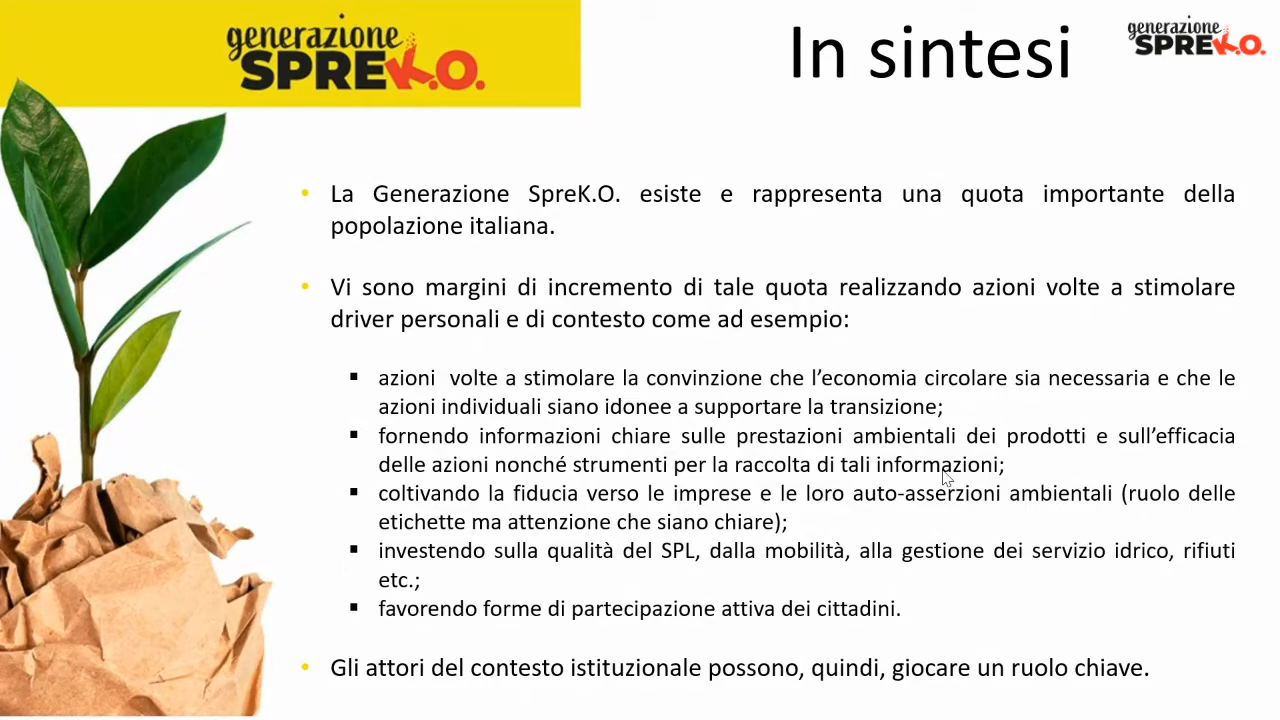 generazione
SPREK.O.
In sintesi
generazione
SPREK.O.
• La Generazione SpreK.O. esiste e rappresenta una quota importante della
popolazione italiana.
• Vi sono margini di incremento di tale quota realizzando azioni volte a stimolare
driver personali e di contesto come ad esempio:
▪ azioni volte a stimolare la convinzione che l’economia circolare sia necessaria e che le
azioni individuali siano idonee a supportare la transizione;
▪ fornendo informazioni chiare sulle prestazioni ambientali dei prodotti e sull’efficacia
delle azioni nonché strumenti per la raccolta di tali informazioni;
▪ coltivando la fiducia verso le imprese e le loro auto-asserzioni ambientali (ruolo delle
etichette ma attenzione che siano chiare);
▪ investendo sulla qualità del SPL, dalla mobilità, alla gestione dei servizio idrico, rifiuti
etc.;
▪ favorendo forme di partecipazione attiva dei cittadini.
• Gli attori del contesto istituzionale possono, quindi, giocare un ruolo chiave.